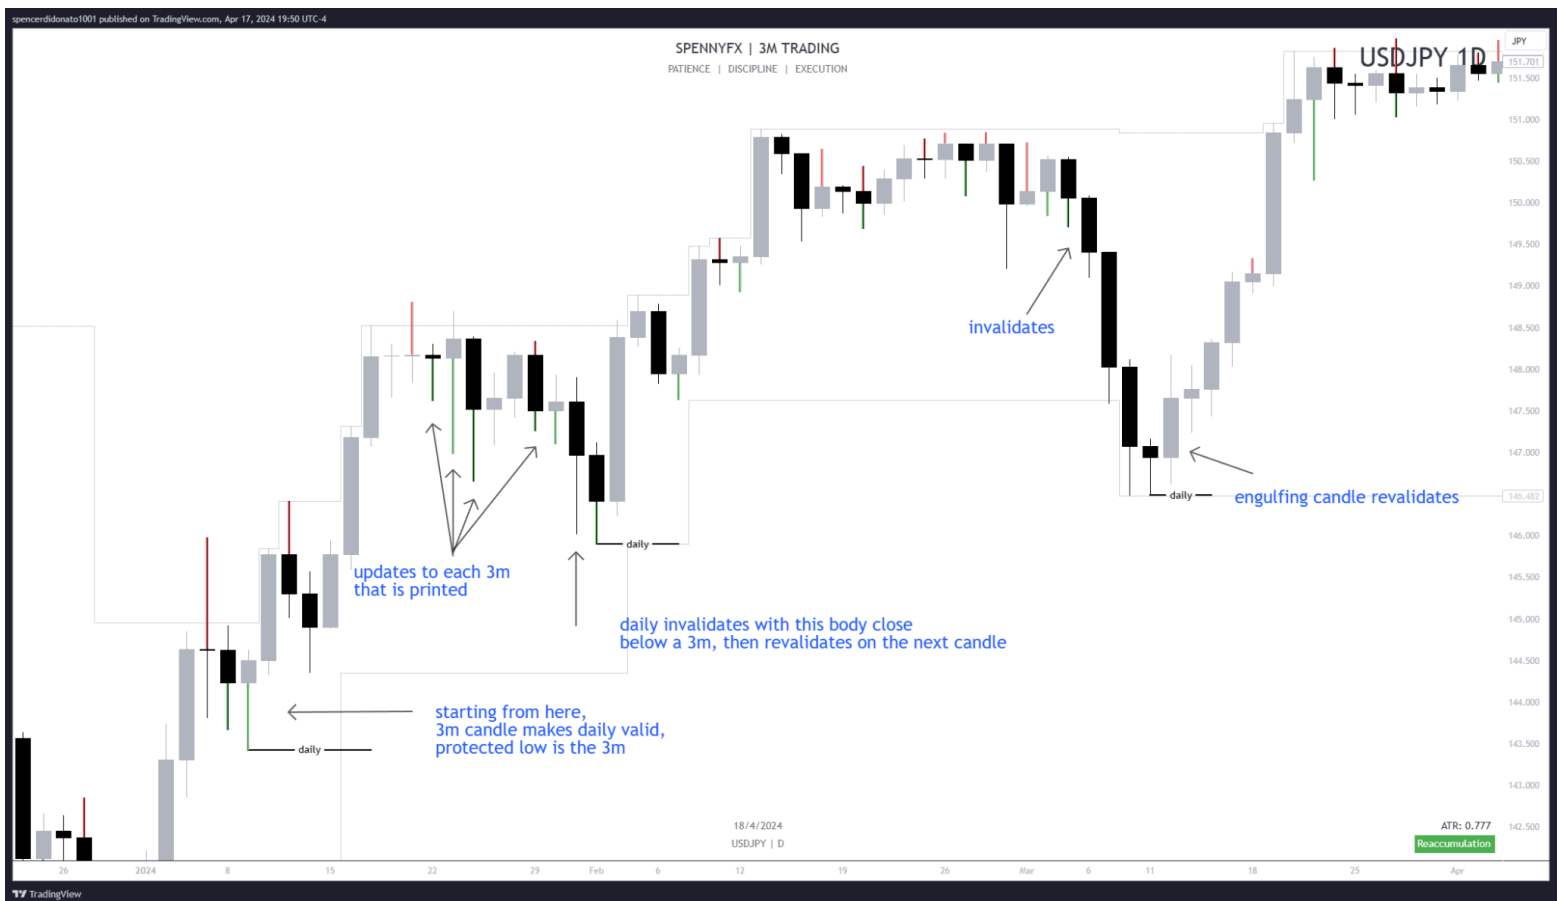 spencerdidonato1001 published on TradingView.com, Apr 17, 2024 19:50 UTC-4
SPENNYFX | 3M TRADING
PATIENCE | DISCIPLINE | EXECUTION
USDJPY 1D
JPY
151.701
151.500
151.000
150.500
150.000
149.500
149.000
148.500
148.000
147.500
147.000
146.482
146.000
145.500
145.000
144.500
144.000
143.500
143.000
142.500
invalidates
daily
engulfing candle revalidates
daily
updates to each 3m
that is printed
daily invalidates with this body close
below a 3m, then revalidates on the next candle
starting from here,
3m candle makes daily valid,
protected low is the 3m
daily
18/4/2024
USDJPY | D
ATR: 0.777
Reaccumulation
26 2024 8 15 22 29 Feb 6 12 19 26 Mar 6 11 18 25 Apr
TradingView